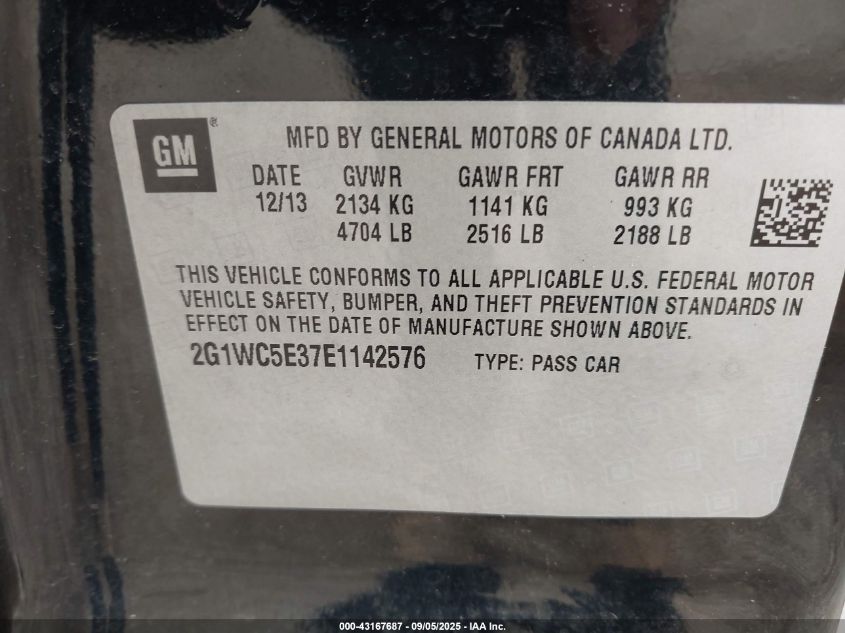 GM®
MFD BY GENERAL MOTORS OF CANADA LTD.
DATE GVWR GAWR FRT GAWR RR
12/13 2134 KG 1141 KG 993 KG
4704 LB 2516 LB 2188 LB
THIS VEHICLE CONFORMS TO ALL APPLICABLE U.S. FEDERAL MOTOR
VEHICLE SAFETY, BUMPER, AND THEFT PREVENTION STANDARDS IN
EFFECT ON THE DATE OF MANUFACTURE SHOWN ABOVE.
2G1WC5E37E1142576 TYPE: PASS CAR
000-43167687 - 09/05/2025 - IAA Inc.